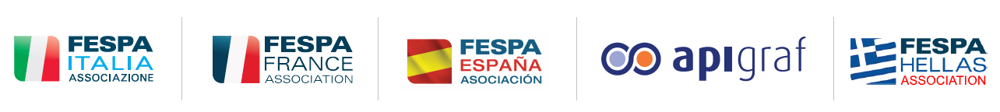 FESPA
ITALIA
ASSOCIAZIONE
FESPA
FRANCE
ASSOCIATION
FESPA
ESPAÑA
ASOCIACIÓN
apigraf
FESPA
HELLAS
ASSOCIATION